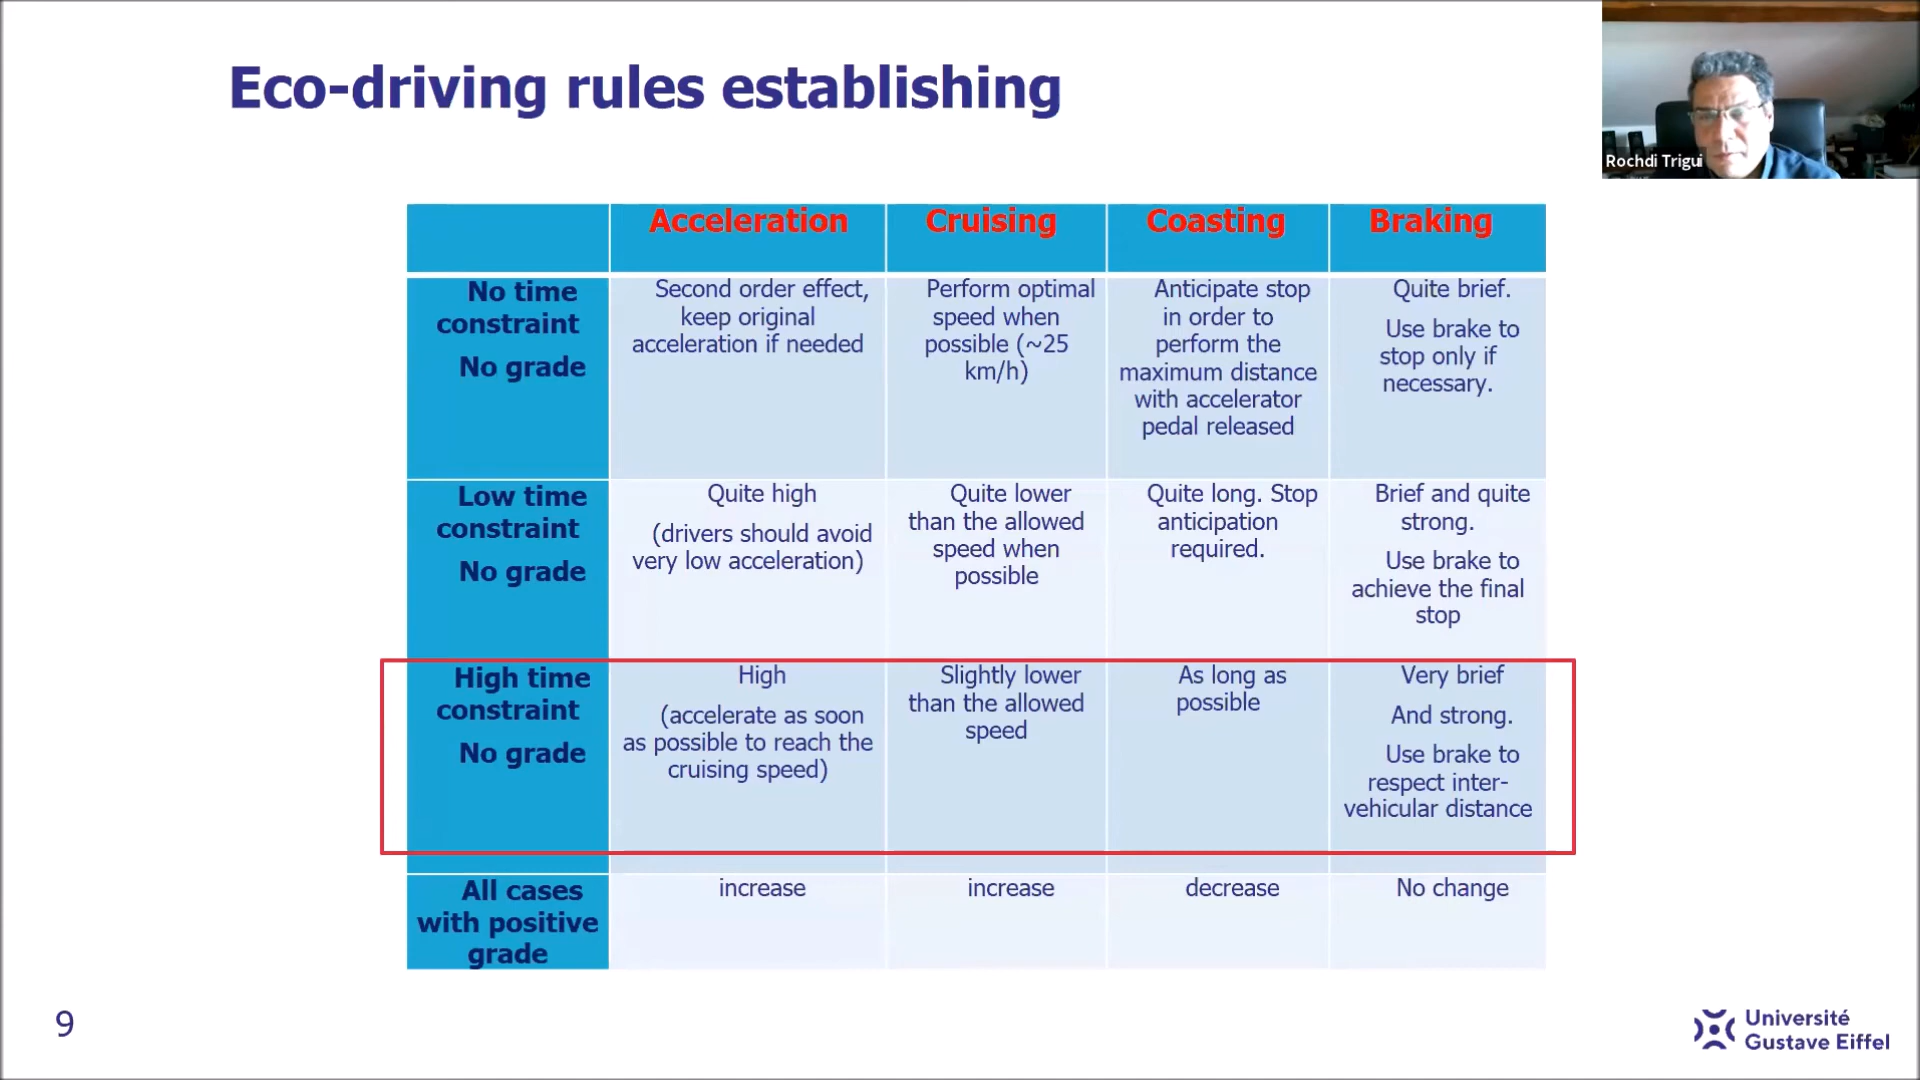 Eco-driving rules establishing
Rochdi Trigui
Acceleration
Cruising
Coasting
Braking
No time
constraint
No grade
Second order effect,
keep original
acceleration if needed
Perform optimal
speed when
possible (~25
km/h)
Anticipate stop
in order to
perform the
maximum distance
with accelerator
pedal released
Quite brief.
Use brake to
stop only if
necessary.
Low time
constraint
No grade
Quite high
(drivers should avoid
very low acceleration)
Quite lower
than the allowed
speed when
possible
Quite long. Stop
anticipation
required.
Brief and quite
strong.
Use brake to
achieve the final
stop
High time
constraint
No grade
High
(accelerate as soon
as possible to reach the
cruising speed)
Slightly lower
than the allowed
speed
As long as
possible
Very brief
And strong.
Use brake to
respect inter-
vehicular distance
All cases
with positive
grade
increase
increase
decrease
No change
9
Université
Gustave Eiffel